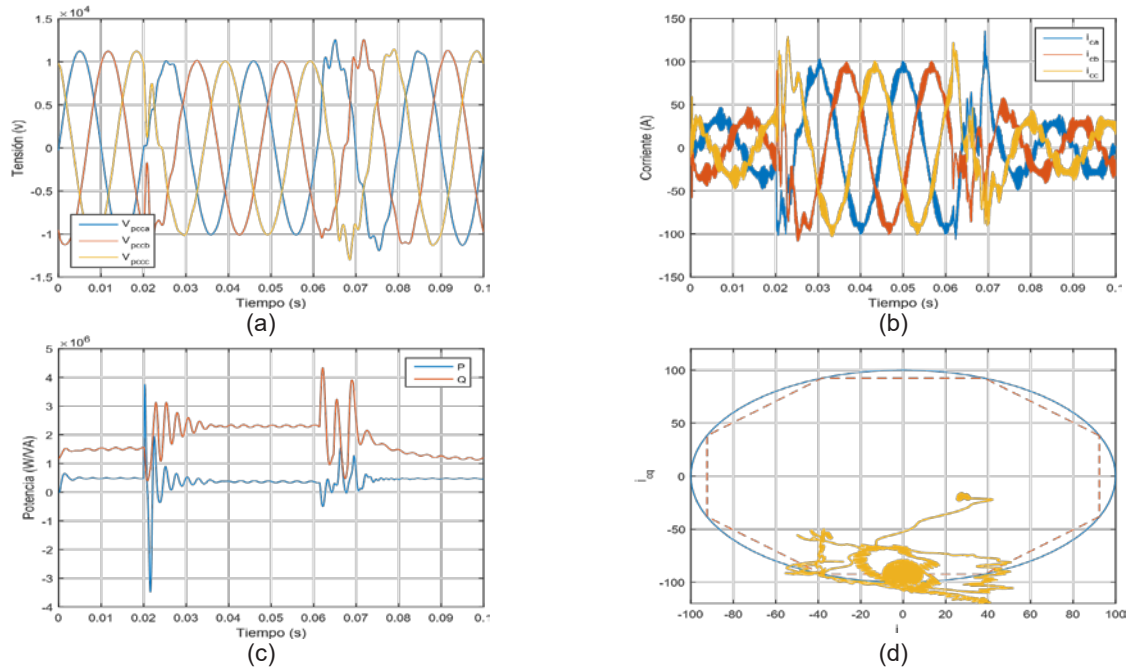 ×10⁴
1.5
1
0.5
0
-0.5
-1
-1.5
Tensión (v)
V_pcca
V_pccb
V_pccc
0 0.01 0.02 0.03 0.04 0.05 0.06 0.07 0.08 0.09 0.1
Tiempo (s)
(a)
150
100
50
0
-50
-100
-150
Corriente (A)
i_ca
i_cb
i_cc
0 0.01 0.02 0.03 0.04 0.05 0.06 0.07 0.08 0.09 0.1
Tiempo (s)
(b)
×10⁶
5
4
3
2
1
0
-1
-2
-3
-4
Potencia (W/VA)
P
Q
0 0.01 0.02 0.03 0.04 0.05 0.06 0.07 0.08 0.09 0.1
Tiempo (s)
(c)
100
50
0
-50
-100
i_cq
-100 -80 -60 -40 -20 0 20 40 60 80 100
i
(d)